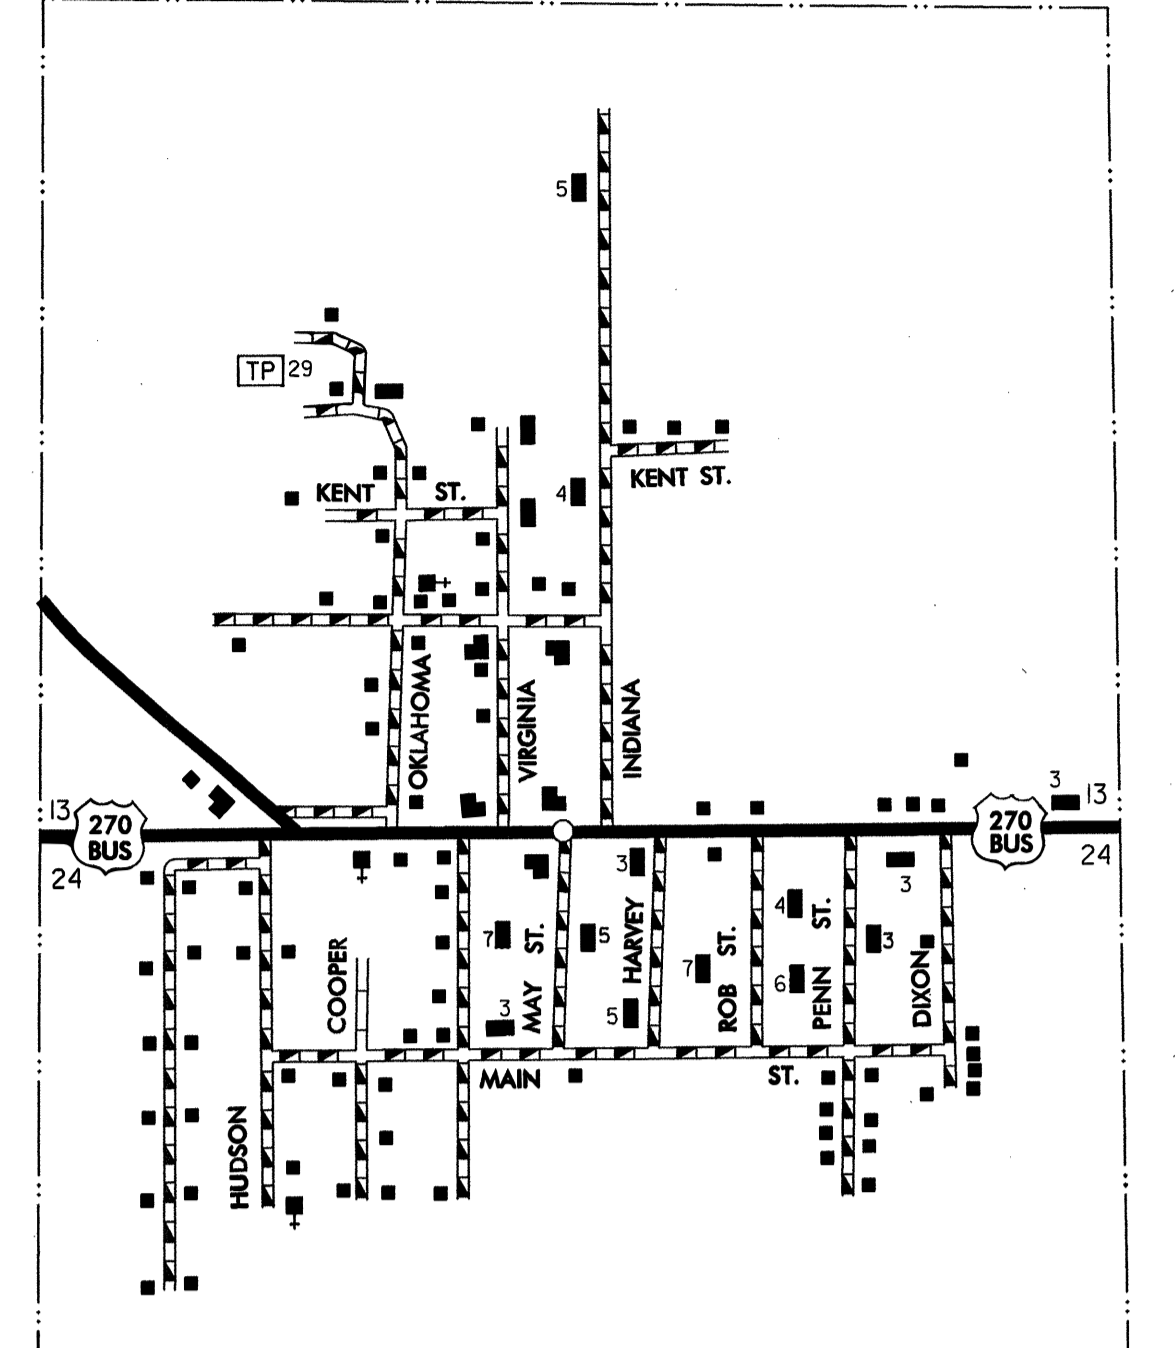 5
TP 29
KENT ST.
4
KENT ST.
OKLAHOMA
VIRGINIA
INDIANA
13
270
BUS
24
3
13
270
BUS
24
3
3
7
MAY ST.
5
HARVEY
4
PENN ST.
3
COOPER
7
ROB ST.
6
DIXON
3
5
MAIN ST.
HUDSON